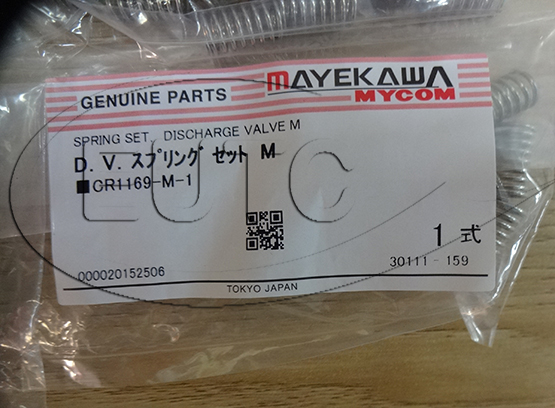 GENUINE PARTS
MAYEKAWA
MYCOM
SPRING SET, DISCHARGE VALVE M
D. V. スプリング セット M
■CR1169-M-1
EUTC
1 式
30111 - 159
000020152506
TOKYO JAPAN